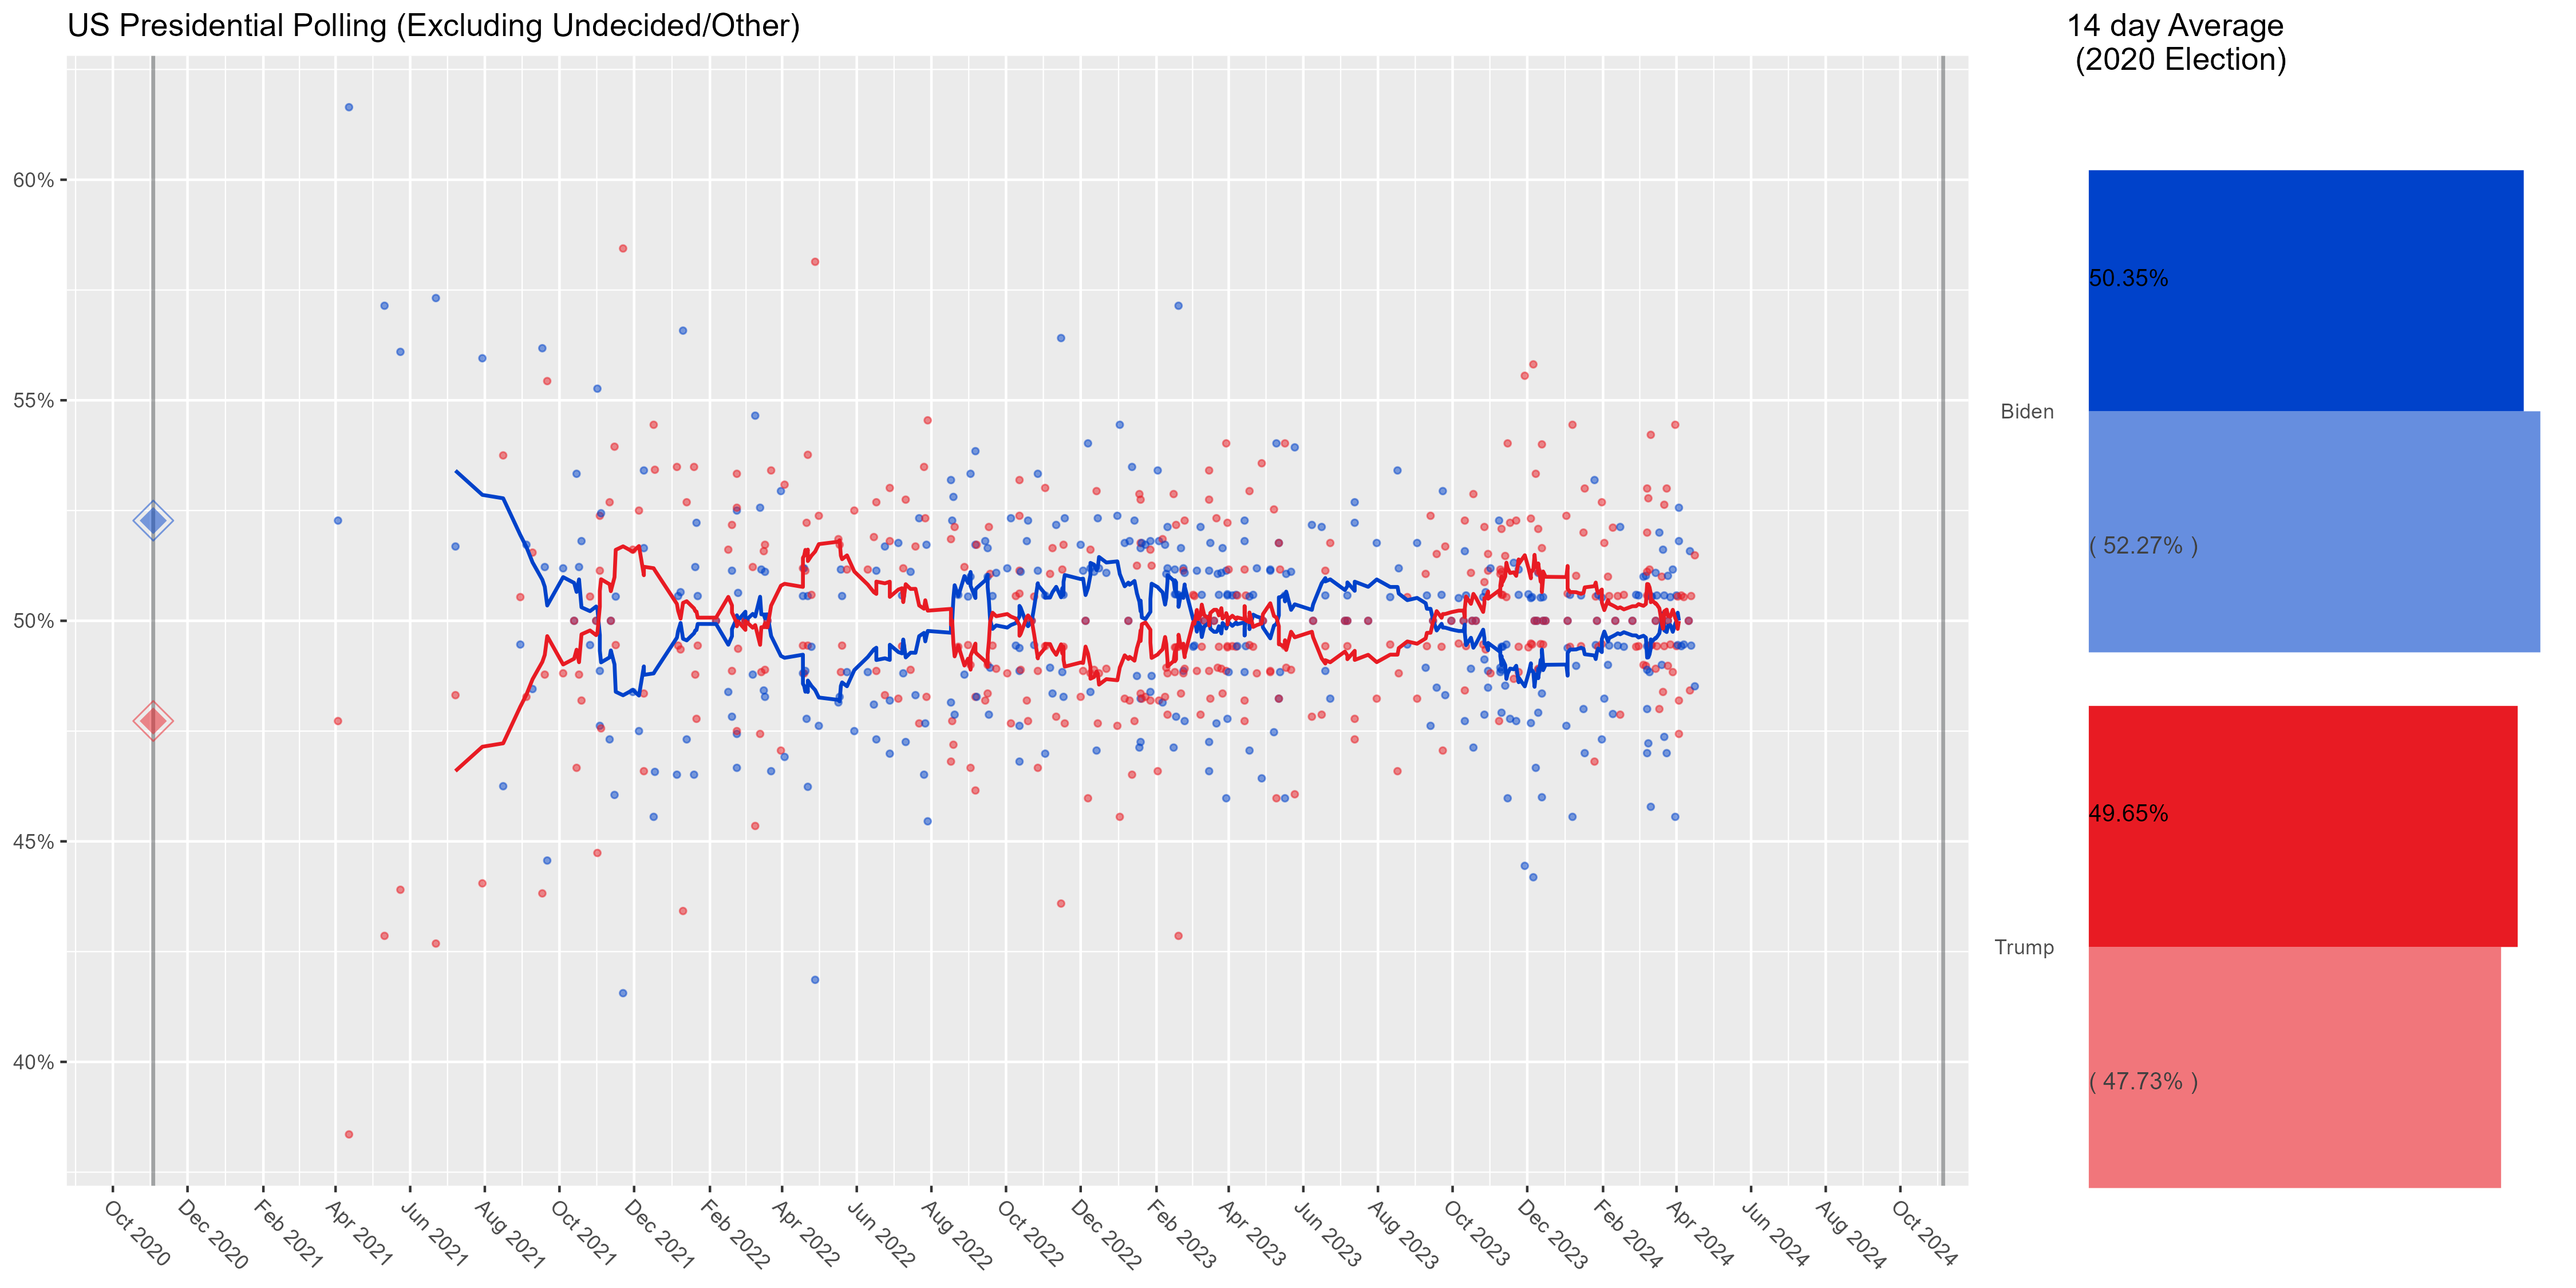 US Presidential Polling (Excluding Undecided/Other)
14 day Average
(2020 Election)
60%
55%
50%
45%
40%
Oct 2020
Dec 2020
Feb 2021
Apr 2021
Jun 2021
Aug 2021
Oct 2021
Dec 2021
Feb 2022
Apr 2022
Jun 2022
Aug 2022
Oct 2022
Dec 2022
Feb 2023
Apr 2023
Jun 2023
Aug 2023
Oct 2023
Dec 2023
Feb 2024
Apr 2024
Jun 2024
Aug 2024
Oct 2024
Biden
50.35%
( 52.27% )
Trump
49.65%
( 47.73% )